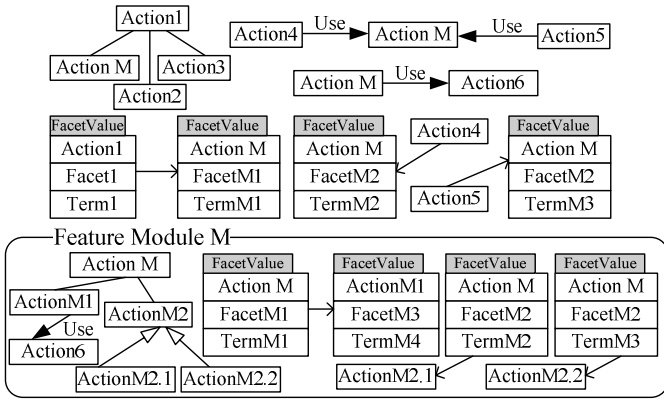 Action1
Action M
Action3
Action2
Action4
Use
Action M
Use
Action5
Action M
Use
Action6
FacetValue
Action1
Facet1
Term1
FacetValue
Action M
FacetM1
TermM1
FacetValue
Action M
FacetM2
TermM2
Action4
Action5
FacetValue
Action M
FacetM2
TermM3
Feature Module M
Action M
ActionM1
ActionM2
Use
Action6
ActionM2.1
ActionM2.2
FacetValue
Action M
FacetM1
TermM1
FacetValue
ActionM1
FacetM3
TermM4
FacetValue
Action M
FacetM2
TermM2
FacetValue
Action M
FacetM2
TermM3
ActionM2.1
ActionM2.2